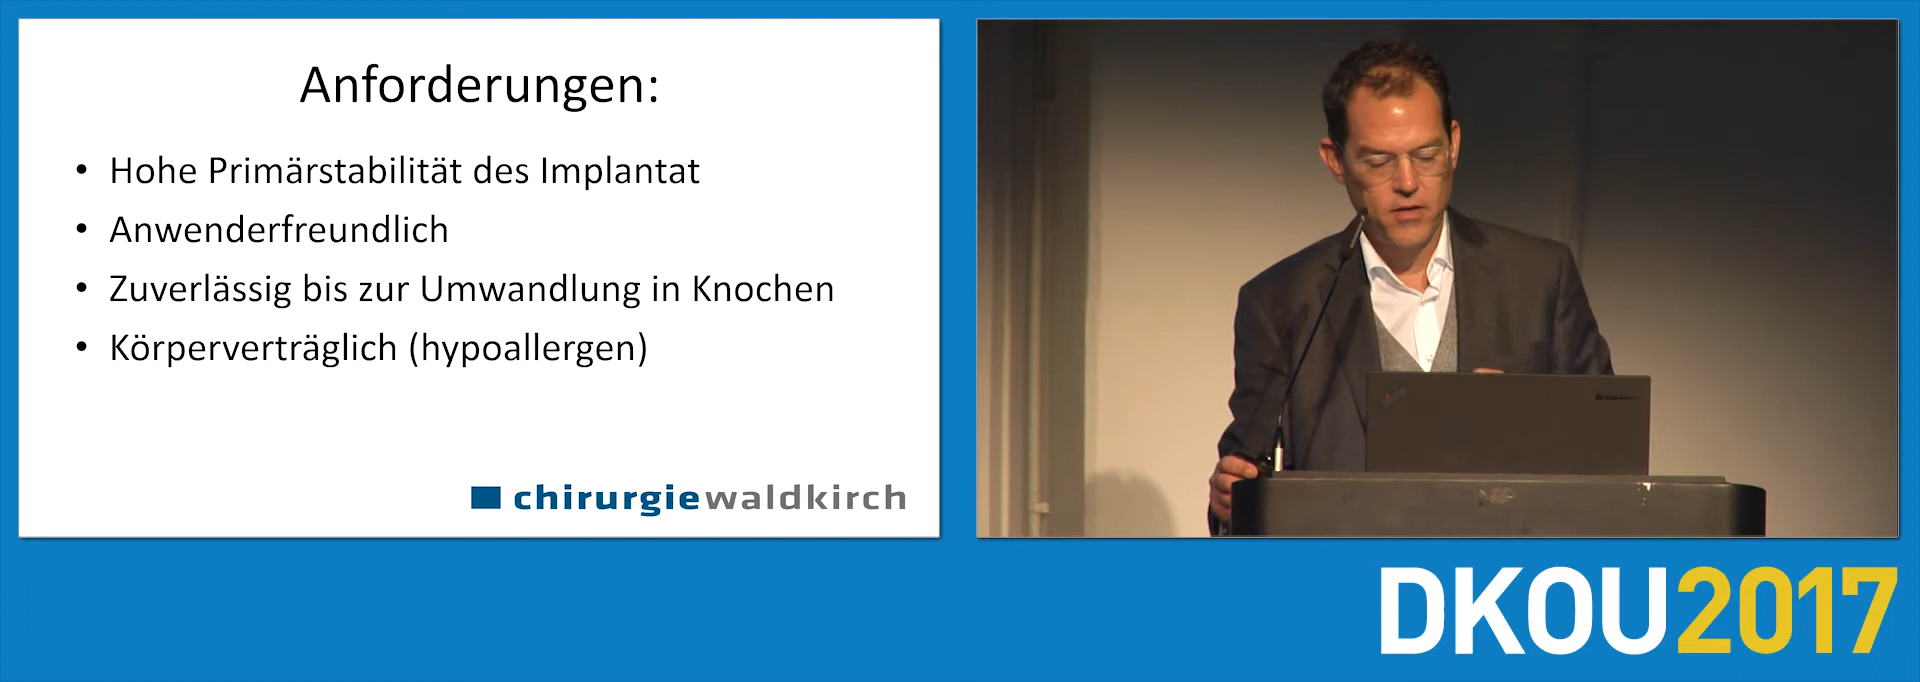 Anforderungen:
• Hohe Primärstabilität des Implantat
• Anwenderfreundlich
• Zuverlässig bis zur Umwandlung in Knochen
• Körperverträglich (hypoallergen)
chirurgiewaldkirch
DKOU2017